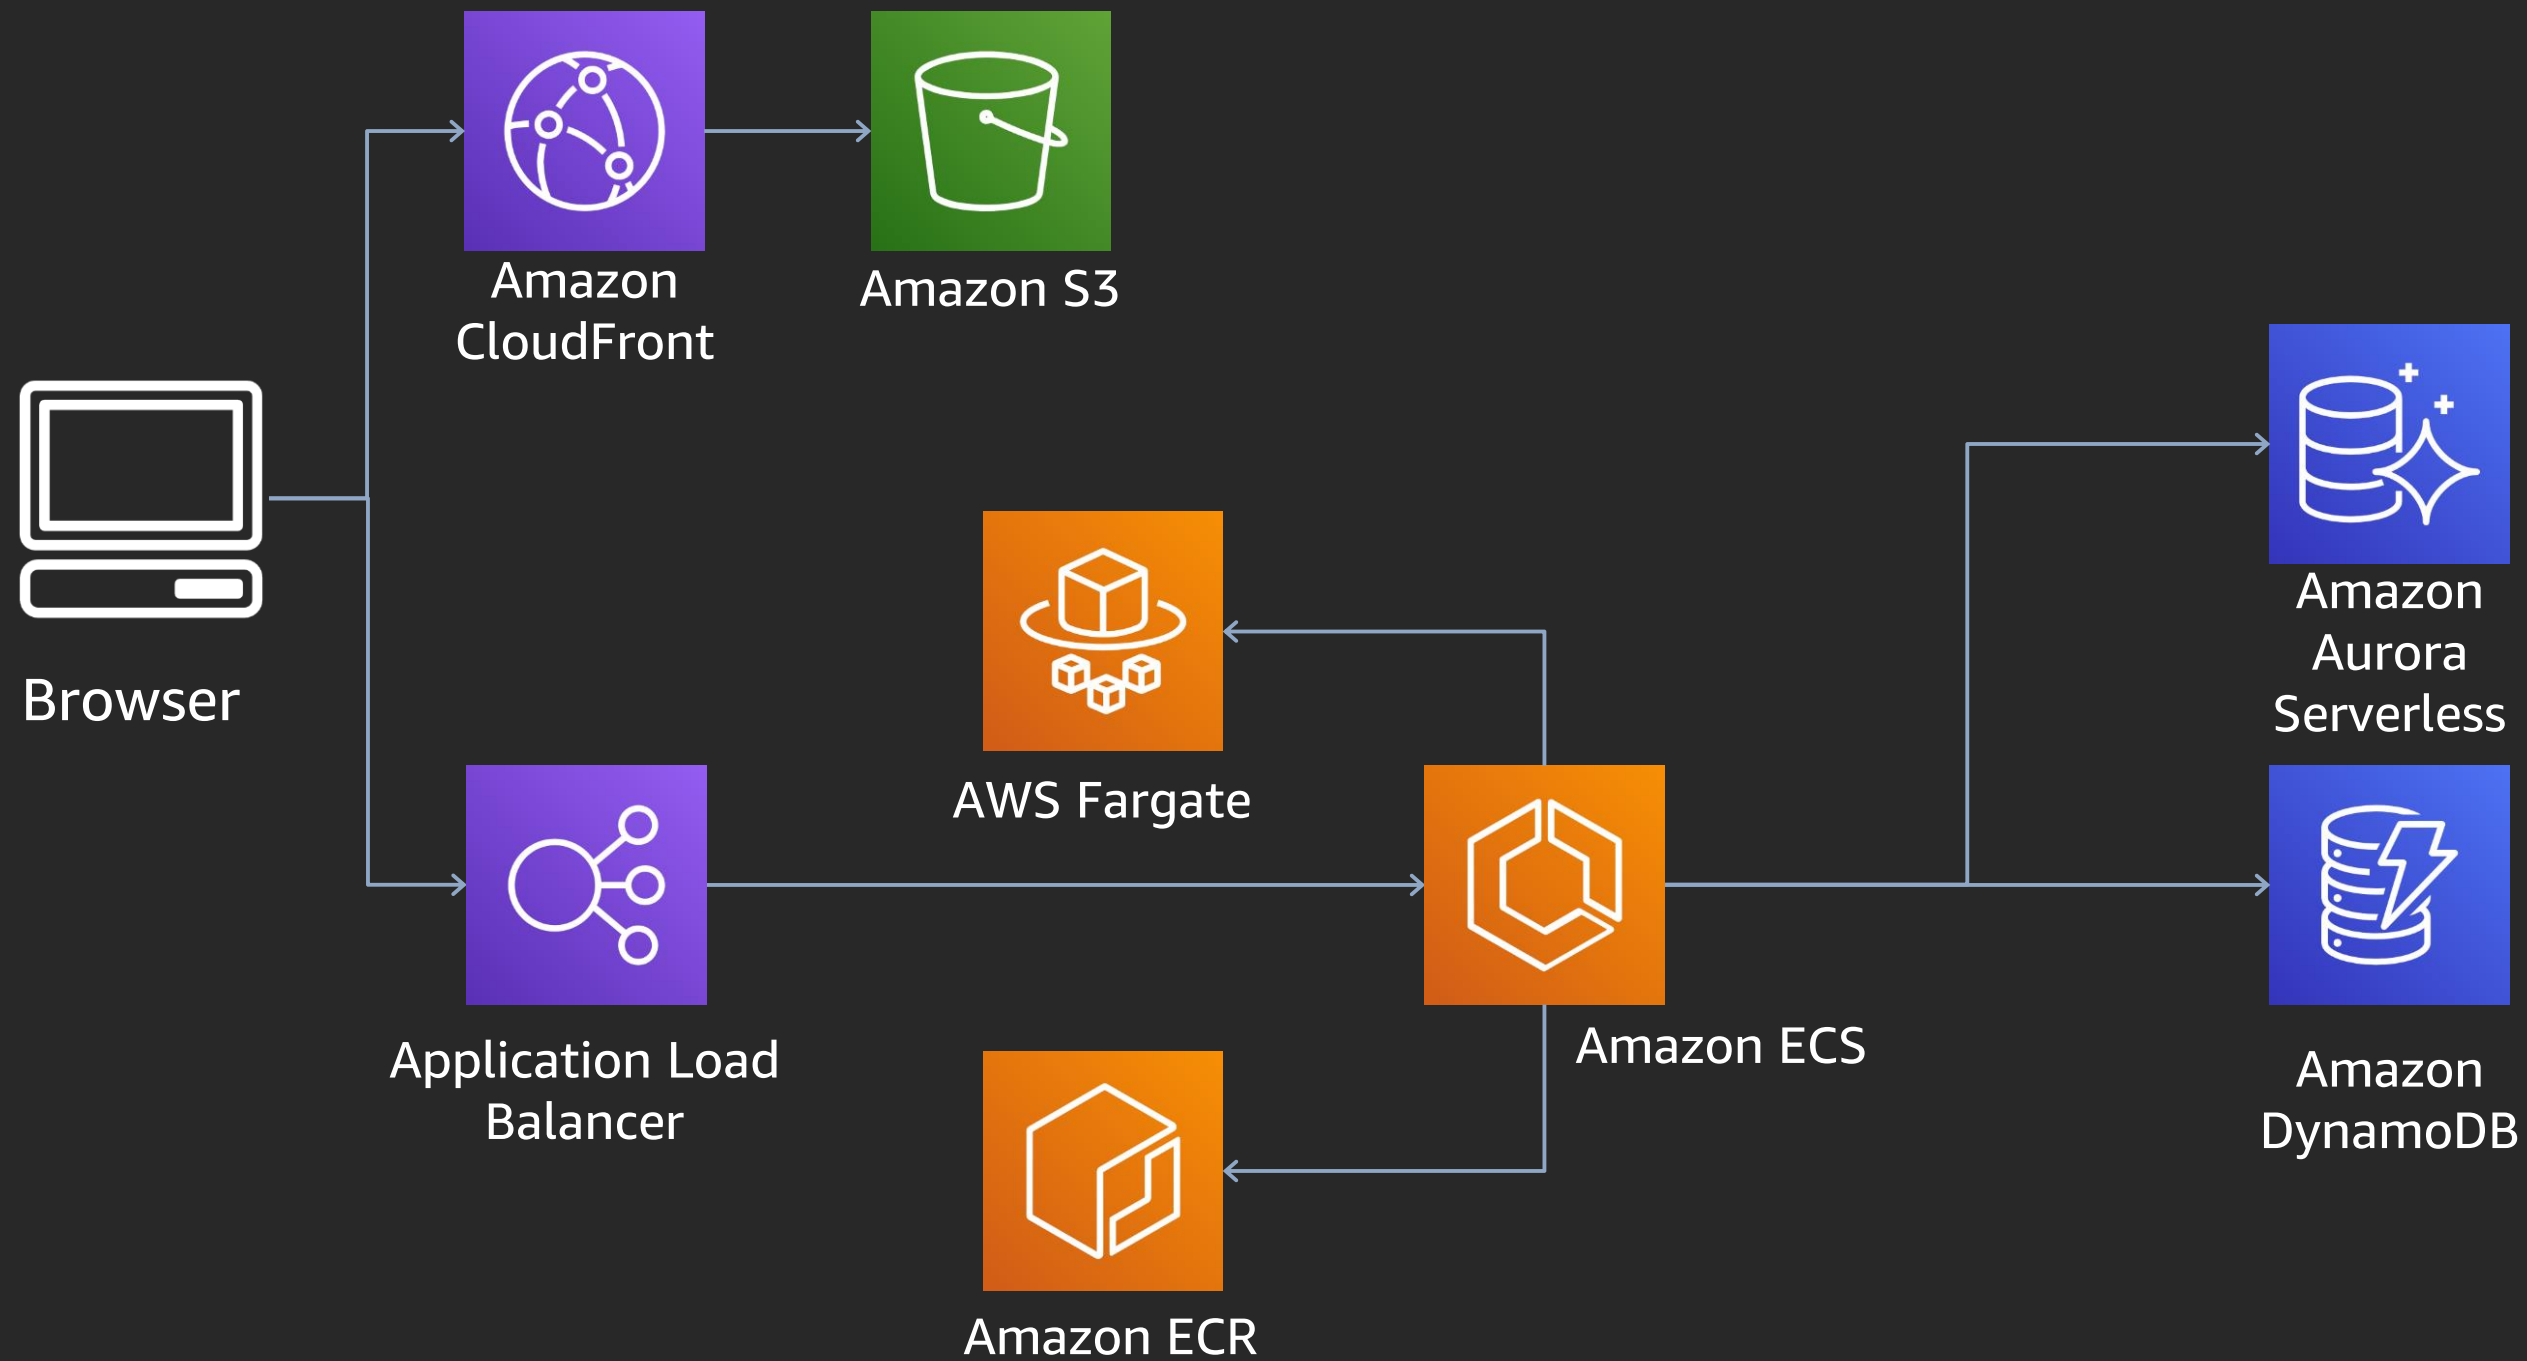 Amazon
CloudFront
Amazon S3
Browser
AWS Fargate
Amazon
Aurora
Serverless
Application Load
Balancer
Amazon ECS
Amazon
DynamoDB
Amazon ECR